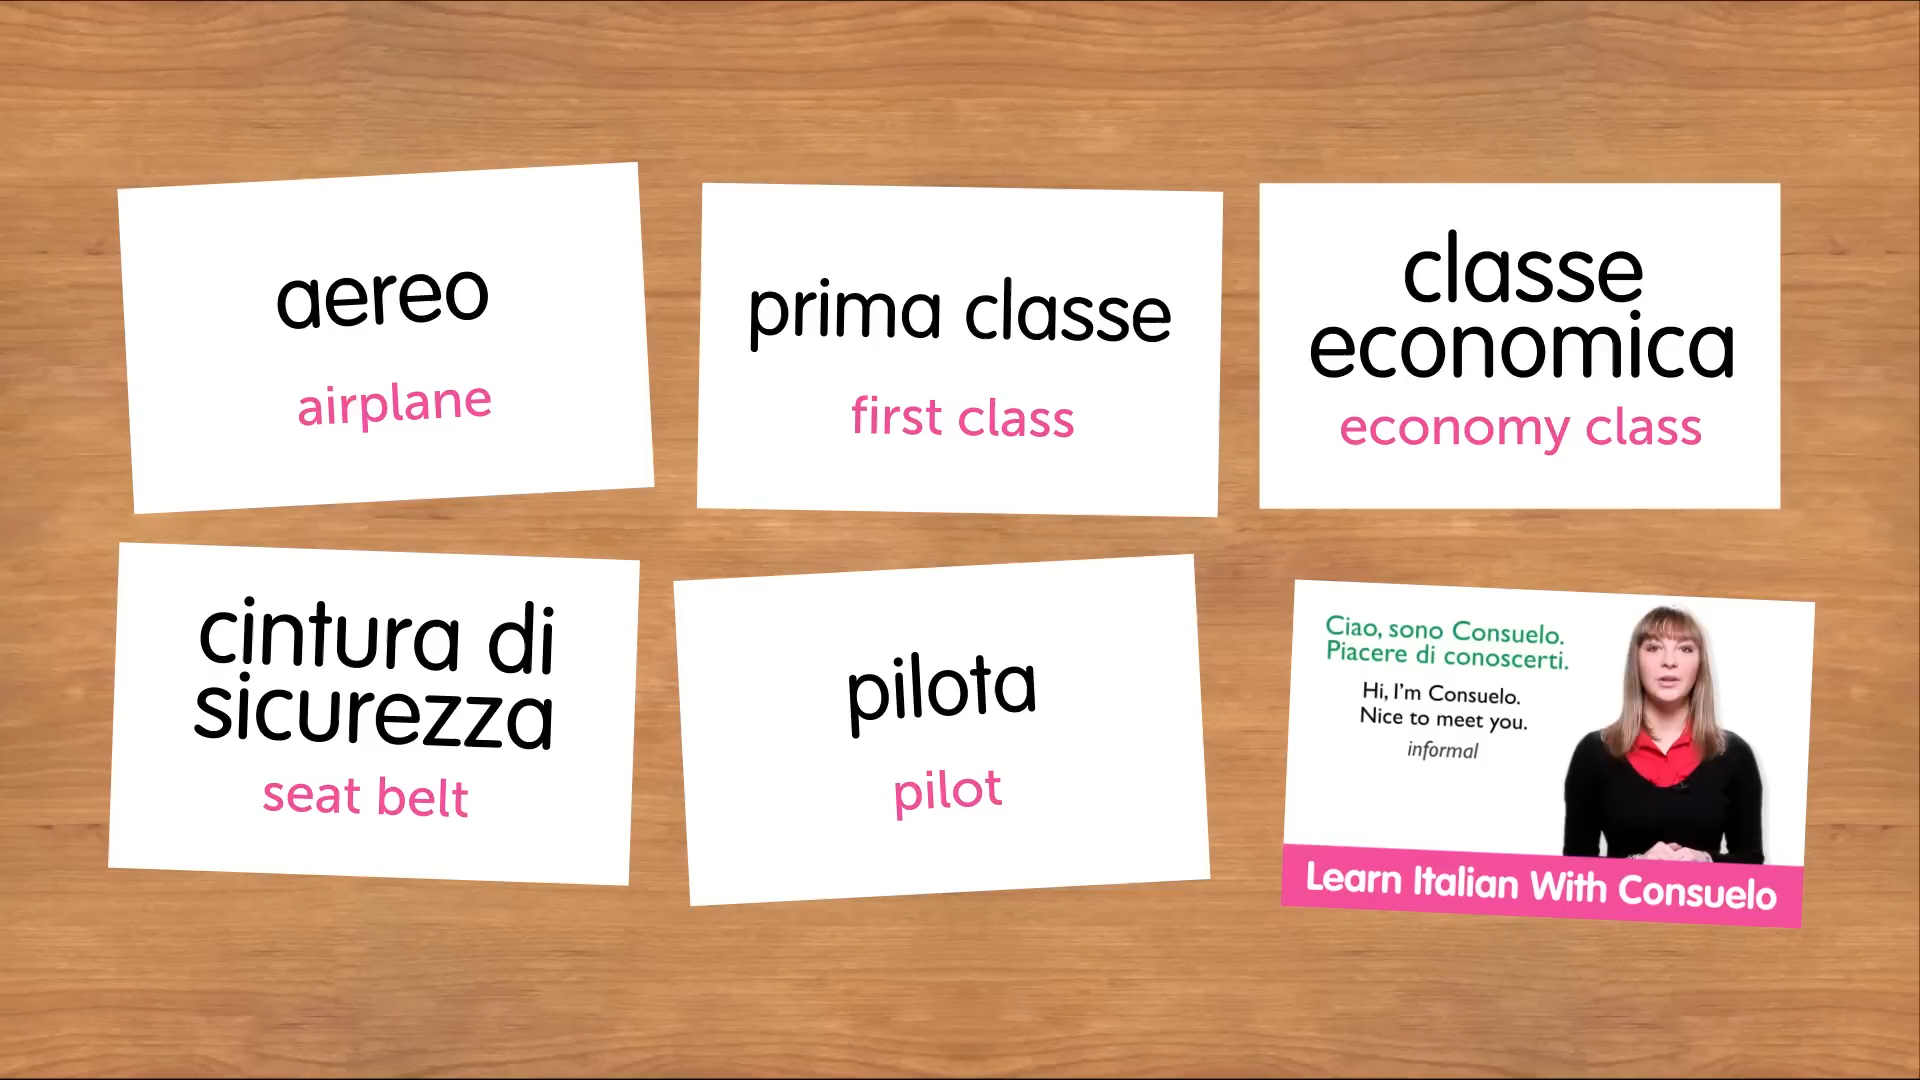 aereo
airplane
prima classe
first class
classe
economica
economy class
cintura di
sicurezza
seat belt
pilota
pilot
Ciao, sono Consuelo.
Piacere di conoscerti.
Hi, I'm Consuelo.
Nice to meet you.
informal
Learn Italian With Consuelo